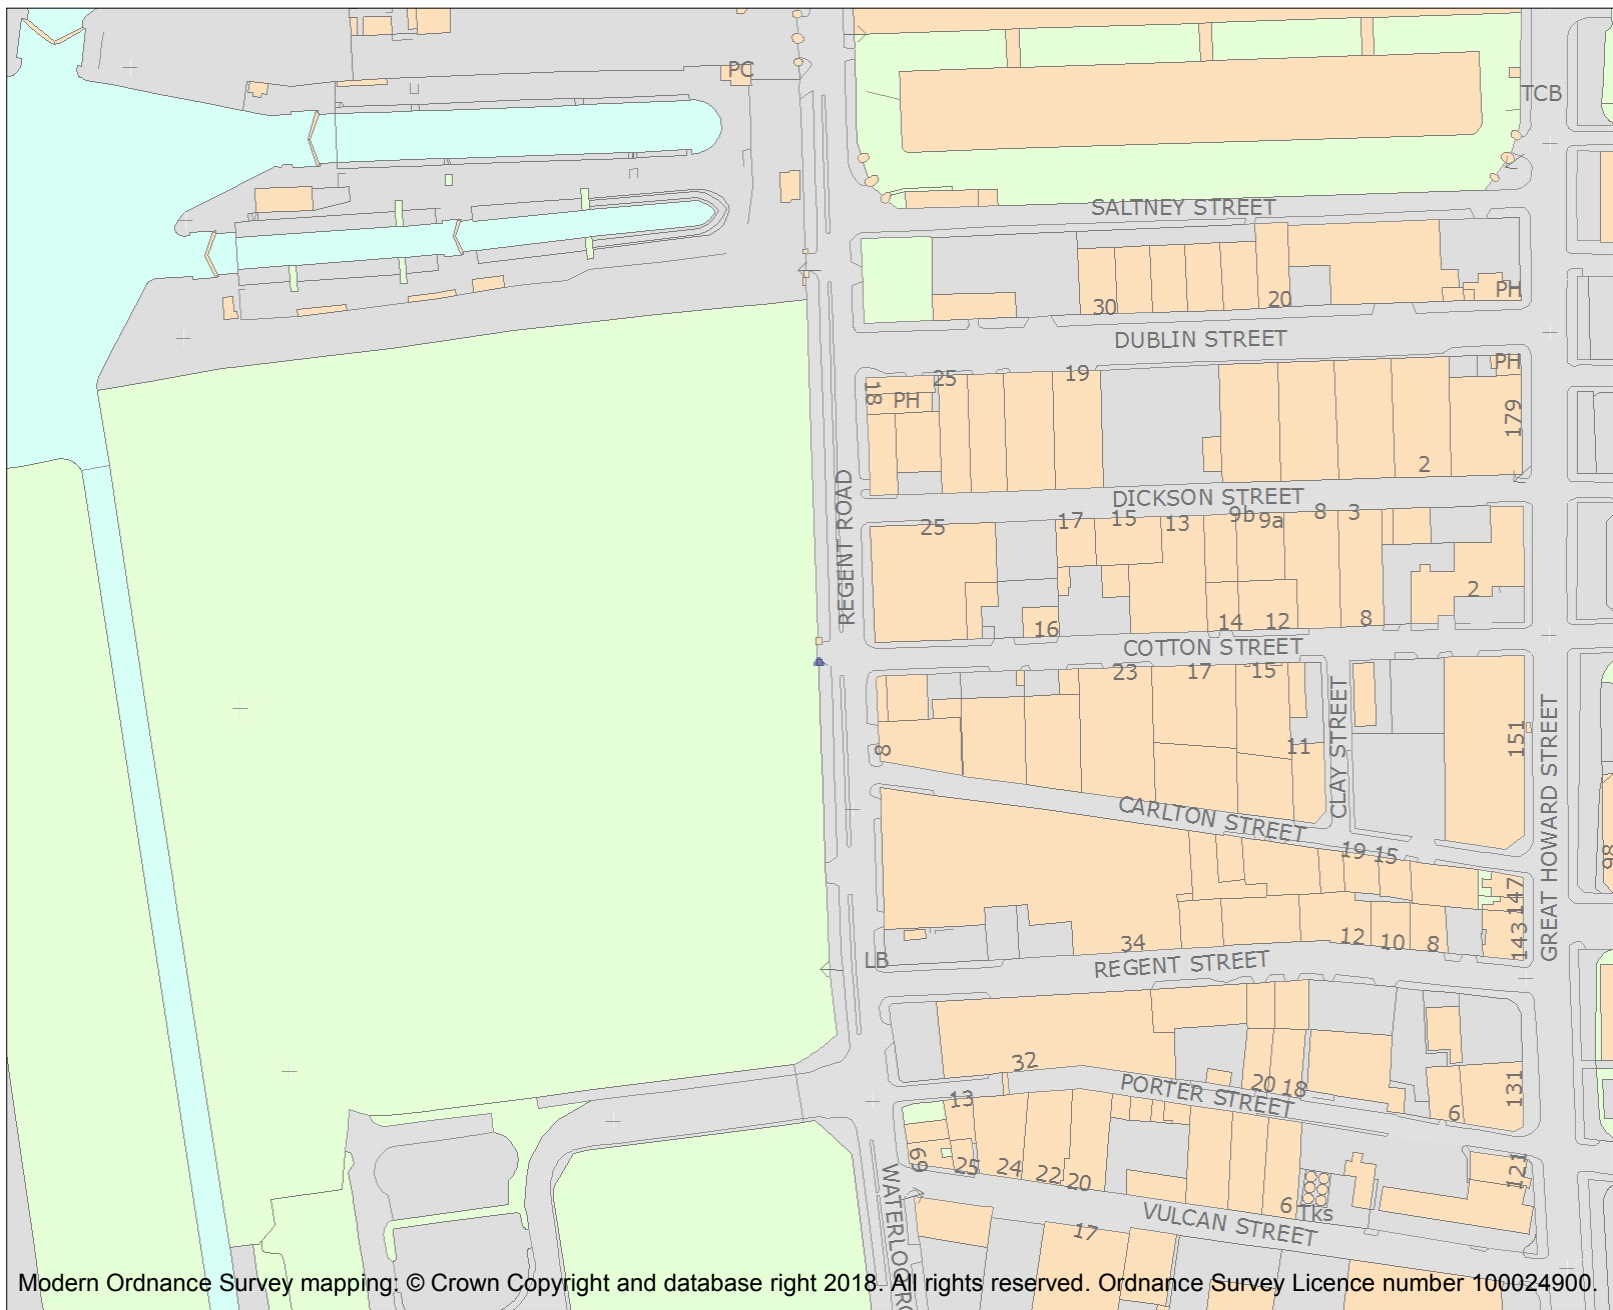 PC
TCB
SALTNEY STREET
30
20
PH
DUBLIN STREET
18
PH
25
19
PH
179
2
DICKSON STREET
REGENT ROAD
25
17
15
13
9b
9a
8
3
2
16
14
12
8
COTTON STREET
23
17
15
8
11
CLAY STREET
151
GREAT HOWARD STREET
CARLTON STREET
19
15
98
147
143
34
12
10
8
LB
REGENT STREET
32
20
18
PORTER STREET
6
131
13
69
25
24
22
20
121
6
Tks
VULCAN STREET
17
WATERLOO RO
Modern Ordnance Survey mapping: © Crown Copyright and database right 2018. All rights reserved. Ordnance Survey Licence number 100024900.